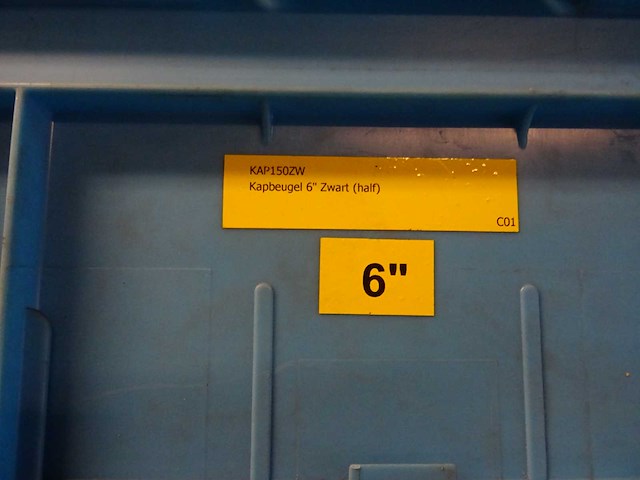 KAP150ZW
Kapbeugel 6" Zwart (half)
C01
6"